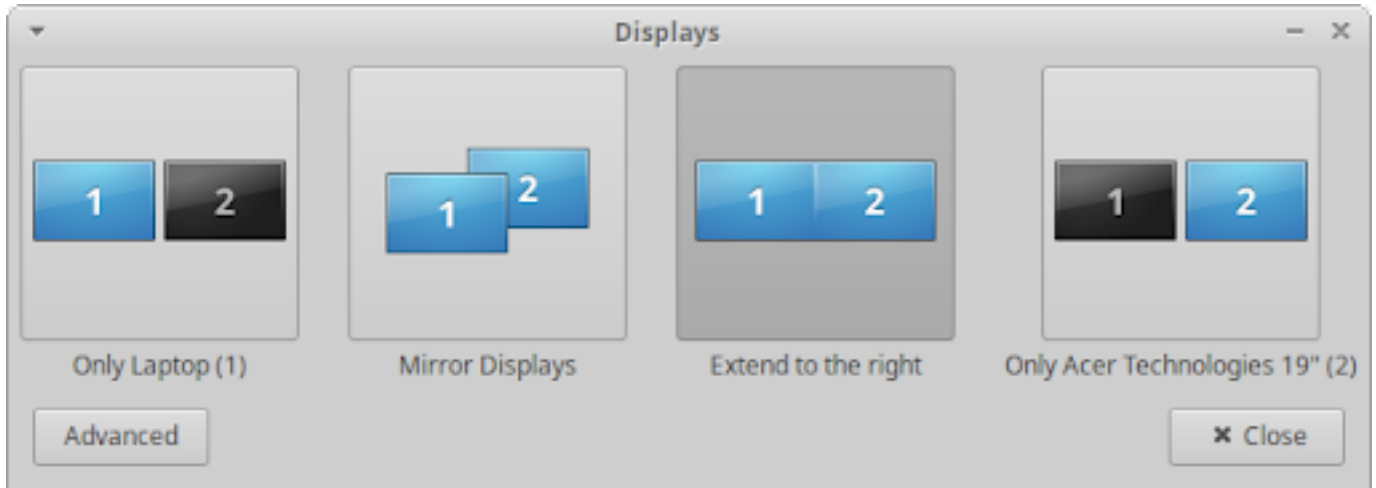 Displays
1 2
1 2
1 2
1 2
Only Laptop (1)
Mirror Displays
Extend to the right
Only Acer Technologies 19" (2)
Advanced
Close